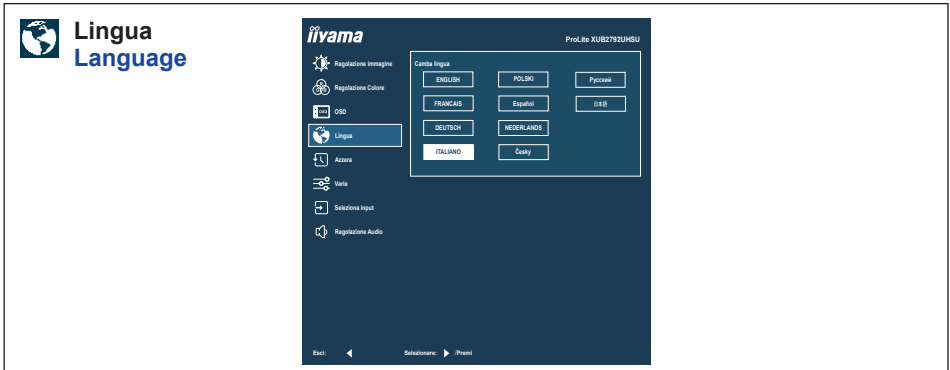 Lingua
Language
iiyama
ProLite XUB2792UHSU
Regolazione immagine
Regolazione Colore
OSD
Lingua
Azzera
Varie
Seleziona input
Regolazione Audio
Camba lingua
ENGLISH POLSKI Русский
FRANCAIS Español 日本語
DEUTSCH NEDERLANDS
ITALIANO Česky
Esci: Selezionare: /Premi